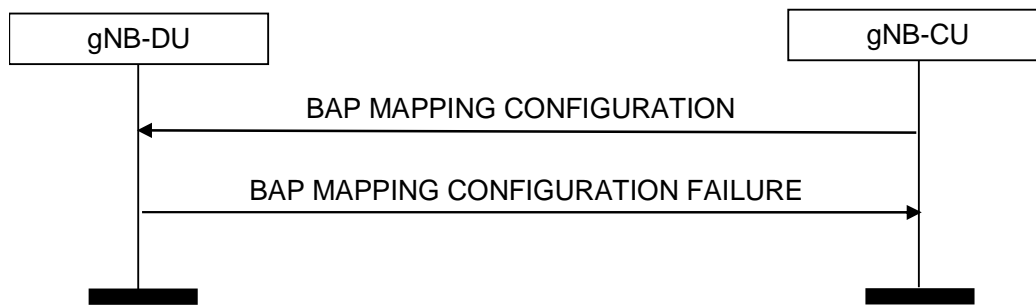 gNB-DU
gNB-CU
BAP MAPPING CONFIGURATION
BAP MAPPING CONFIGURATION FAILURE